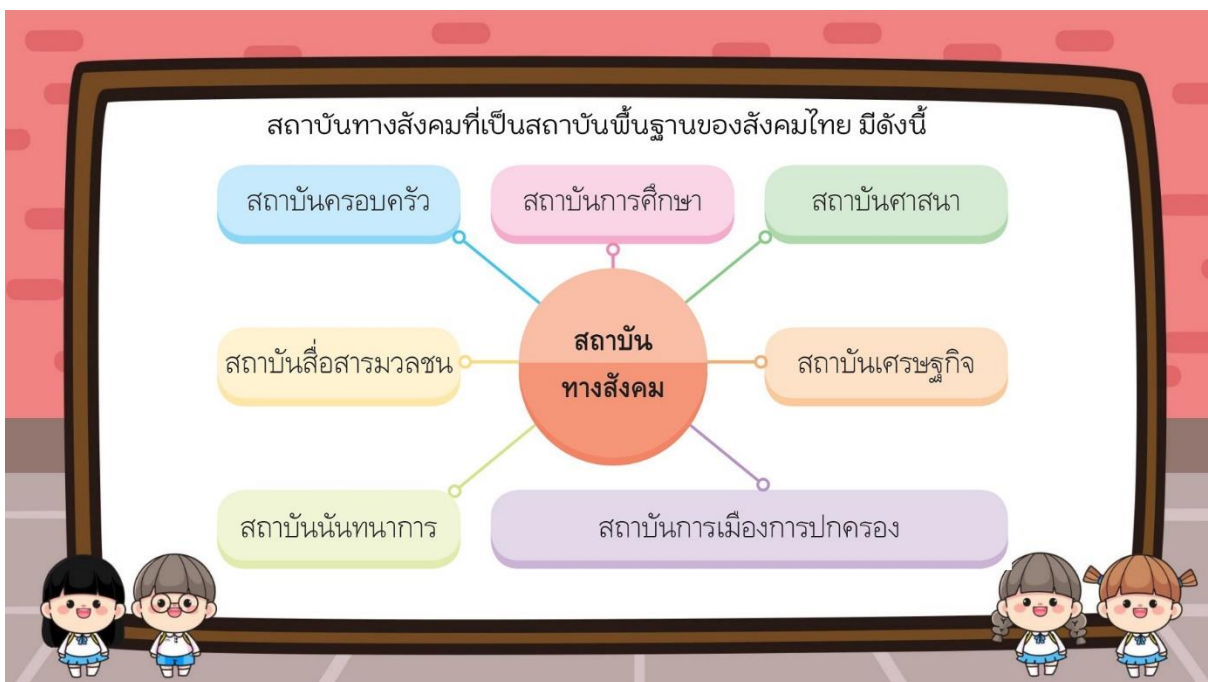 สถาบันทางสังคมที่เป็นสถาบันพื้นฐานของสังคมไทย มีดังนี้
สถาบันครอบครัว
สถาบันการศึกษา
สถาบันศาสนา
สถาบันสื่อสารมวลชน
สถาบัน
ทางสังคม
สถาบันเศรษฐกิจ
สถาบันนันทนาการ
สถาบันการเมืองการปกครอง